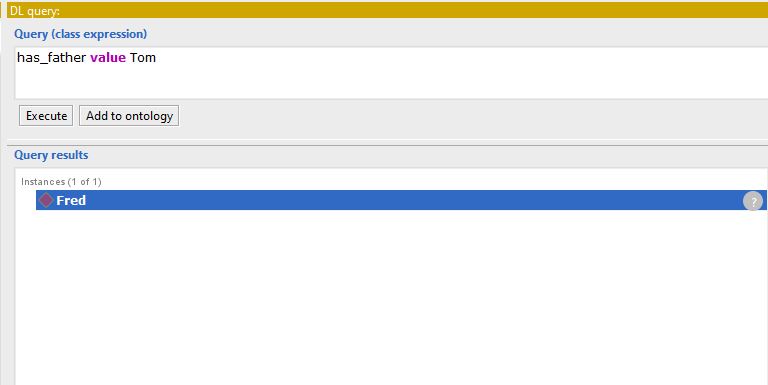 DL query:
Query (class expression)
has_father value Tom
Execute
Add to ontology
Query results
Instances (1 of 1)
Fred
?